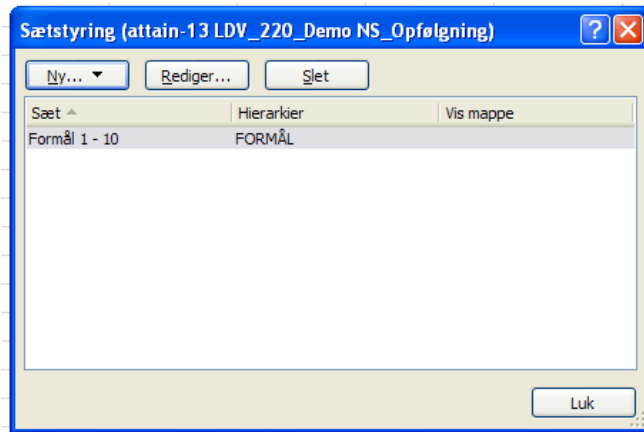 Sætstyring (attain-13 LDV_220_Demo NS_Opfølgning)
Ny... Rediger... Slet
Sæt Hierarkier Vis mappe
Formål 1 - 10 FORMÅL
Luk